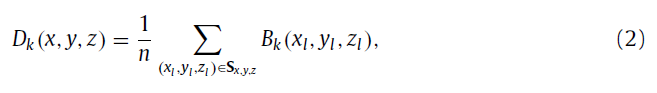 D_k(x, y, z) = \frac{1}{n} \sum_{(x_l, y_l, z_l) \in \mathbf{S}_{x,y,z}} B_k(x_l, y_l, z_l), (2)